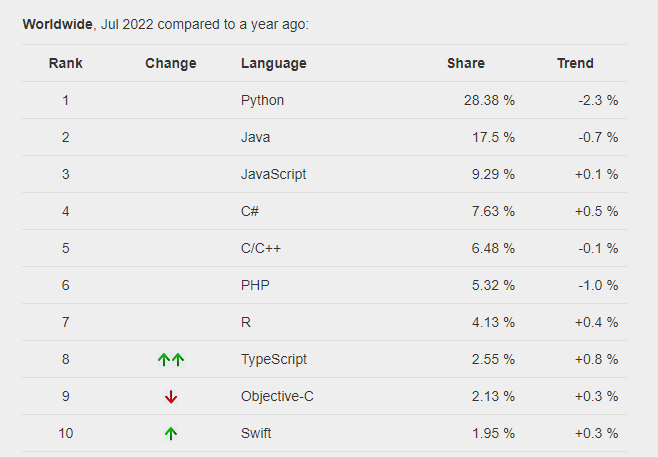 Worldwide, Jul 2022 compared to a year ago:
Rank Change Language Share Trend
1 Python 28.38 % -2.3 %
2 Java 17.5 % -0.7 %
3 JavaScript 9.29 % +0.1 %
4 C# 7.63 % +0.5 %
5 C/C++ 6.48 % -0.1 %
6 PHP 5.32 % -1.0 %
7 R 4.13 % +0.4 %
8 ↑↑ TypeScript 2.55 % +0.8 %
9 ↓ Objective-C 2.13 % +0.3 %
10 ↑ Swift 1.95 % +0.3 %